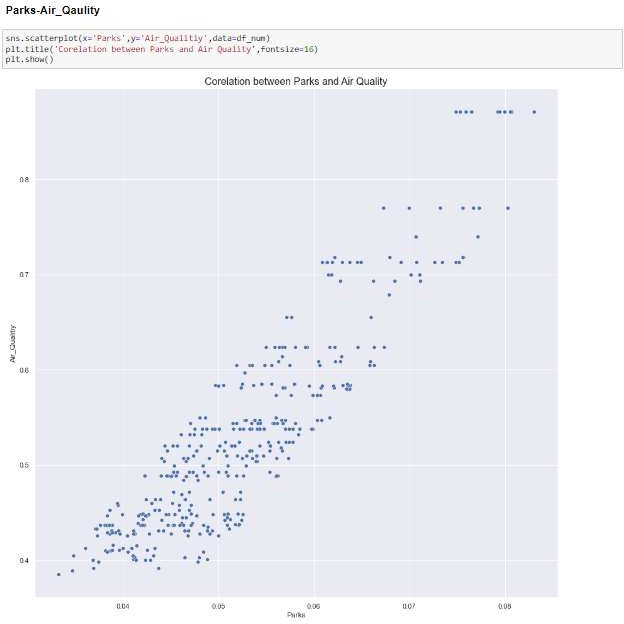 Parks-Air_Qaulity
sns.scatterplot(x='Parks',y='Air_Qualitiy',data=df_num)
plt.title('Corelation between Parks and Air Quality',fontsize=16)
plt.show()
Corelation between Parks and Air Quality
0.8
0.7
0.6
0.5
0.4
Air_Qualitiy
0.04 0.05 0.06 0.07 0.08
Parks